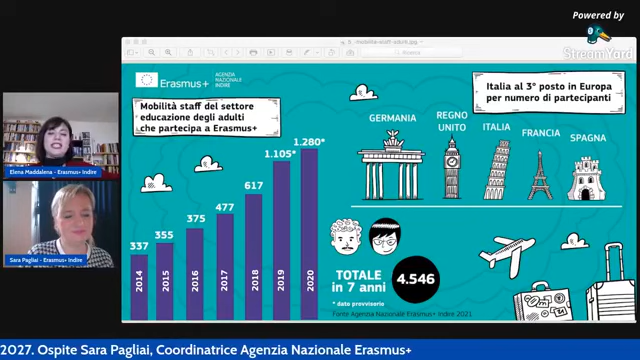 Powered by
StreamYard
Ricerca
Erasmus+
AGENZIA
NAZIONALE
INDIRE
Mobilità staff del settore
educazione degli adulti
che partecipa a Erasmus+
Italia al 3° posto in Europa
per numero di partecipanti
GERMANIA
REGNO
UNITO
ITALIA
FRANCIA
SPAGNA
337
355
375
477
617
1.105*
1.280*
2014
2015
2016
2017
2018
2019
2020
TOTALE
in 7 anni
4.546
* dato provvisorio
Fonte Agenzia Nazionale Erasmus+ Indire 2021
Elena Maddalena - Erasmus+ Indire
Sara Pagliai - Erasmus+ Indire
2027. Ospite Sara Pagliai, Coordinatrice Agenzia Nazionale Erasmus+